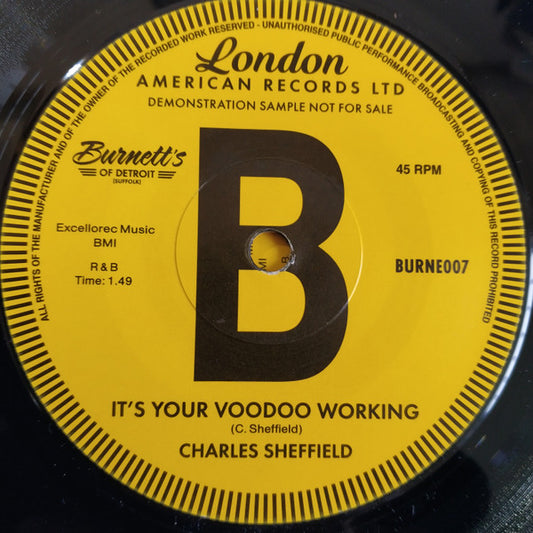 ALL RIGHTS OF THE MANUFACTURER AND OF THE OWNER OF THE RECORDED WORK RESERVED - UNAUTHORISED PUBLIC PERFORMANCE BROADCASTING AND COPYING OF THIS RECORD PROHIBITED
London
AMERICAN RECORDS LTD
DEMONSTRATION SAMPLE NOT FOR SALE
B
Burnett's
OF DETROIT
(SUFFOLK)
45 RPM
Excellorec Music
BMI
BURNE007
R & B
Time: 1.49
BMI
R
IT'S YOUR VOODOO WORKING
(C. Sheffield)
CHARLES SHEFFIELD